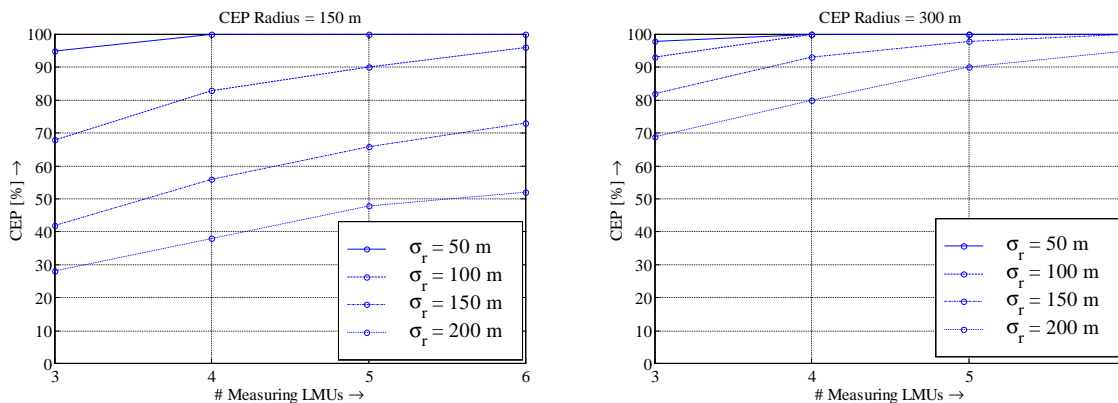 CEP Radius = 150 m
100
90
80
70
60
50
40
30
20
10
0
CEP [%] →
3
4
5
6
# Measuring LMUs →
σr = 50 m
σr = 100 m
σr = 150 m
σr = 200 m
CEP Radius = 300 m
100
90
80
70
60
50
40
30
20
10
0
CEP [%] →
3
4
5
# Measuring LMUs →
σr = 50 m
σr = 100 m
σr = 150 m
σr = 200 m